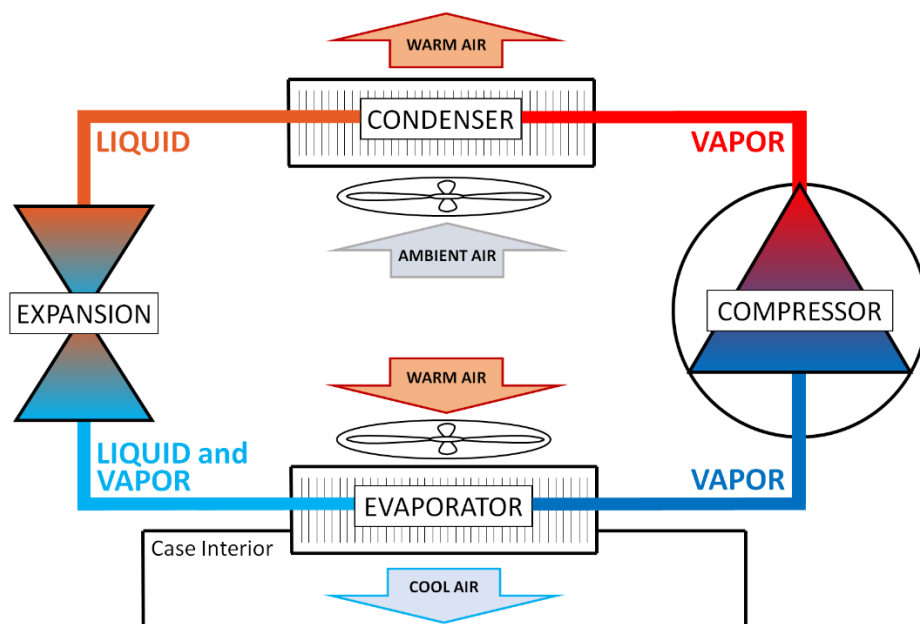 WARM AIR
CONDENSER
LIQUID
VAPOR
AMBIENT AIR
EXPANSION
COMPRESSOR
WARM AIR
LIQUID and
VAPOR
VAPOR
EVAPORATOR
Case Interior
COOL AIR